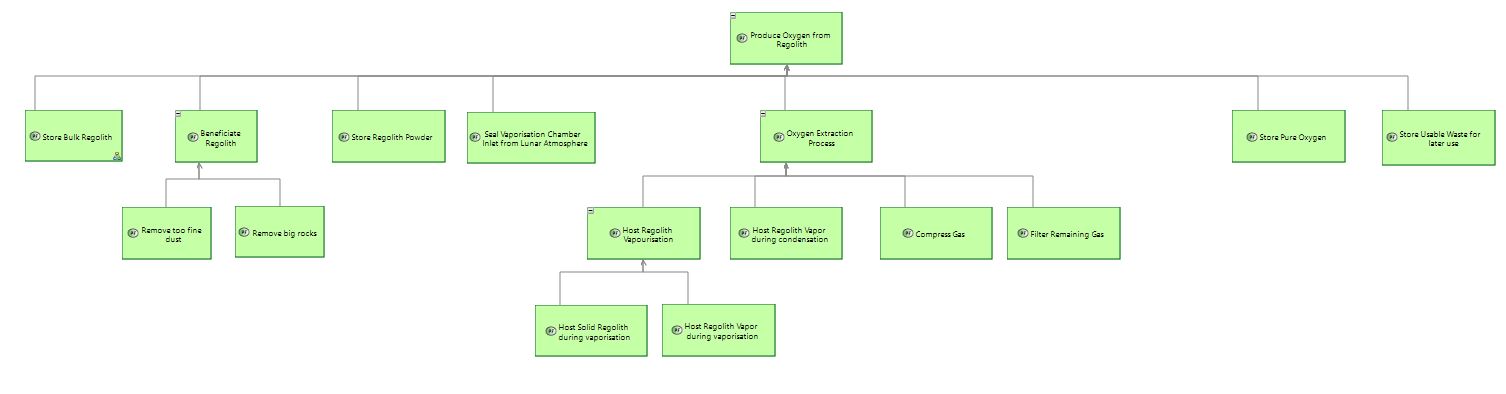 Produce Oxygen from
Regolith
Store Bulk Regolith
Beneficiate
Regolith
Store Regolith Powder
Seal Vaporisation Chamber
Inlet from Lunar Atmosphere
Oxygen Extraction
Process
Store Pure Oxygen
Store Usable Waste for
later use
Remove too fine
dust
Remove big rocks
Host Regolith
Vapourisation
Host Regolith Vapor
during condensation
Compress Gas
Filter Remaining Gas
Host Solid Regolith
during vaporisation
Host Regolith Vapor
during vaporisation